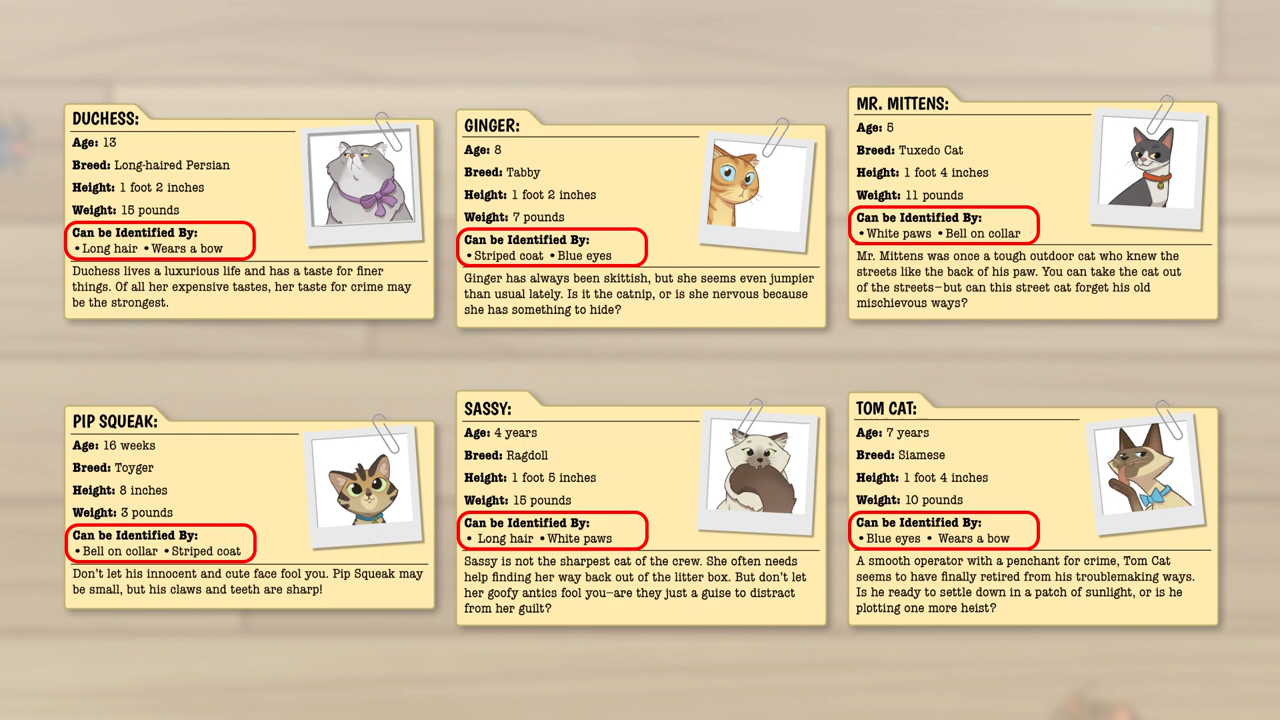 DUCHESS:
Age: 13
Breed: Long-haired Persian
Height: 1 foot 2 inches
Weight: 15 pounds
Can be Identified By:
• Long hair • Wears a bow
Duchess lives a luxurious life and has a taste for finer
things. Of all her expensive tastes, her taste for crime may
be the strongest.
GINGER:
Age: 8
Breed: Tabby
Height: 1 foot 2 inches
Weight: 7 pounds
Can be Identified By:
• Striped coat • Blue eyes
Ginger has always been skittish, but she seems even jumpier
than usual lately. Is it the catnip, or is she nervous because
she has something to hide?
MR. MITTENS:
Age: 5
Breed: Tuxedo Cat
Height: 1 foot 4 inches
Weight: 11 pounds
Can be Identified By:
• White paws • Bell on collar
Mr. Mittens was once a tough outdoor cat who knew the
streets like the back of his paw. You can take the cat out
of the streets—but can this street cat forget his old
mischievous ways?
PIP SQUEAK:
Age: 16 weeks
Breed: Toyger
Height: 8 inches
Weight: 3 pounds
Can be Identified By:
• Bell on collar • Striped coat
Don't let his innocent and cute face fool you. Pip Squeak may
be small, but his claws and teeth are sharp!
SASSY:
Age: 4 years
Breed: Ragdoll
Height: 1 foot 5 inches
Weight: 15 pounds
Can be Identified By:
• Long hair • White paws
Sassy is not the sharpest cat of the crew. She often needs
help finding her way back out of the litter box. But don't let
her goofy antics fool you—are they just a guise to distract
from her guilt?
TOM CAT:
Age: 7 years
Breed: Siamese
Height: 1 foot 4 inches
Weight: 10 pounds
Can be Identified By:
• Blue eyes • Wears a bow
A smooth operator with a penchant for crime, Tom Cat
seems to have finally retired from his troublemaking ways.
Is he ready to settle down in a patch of sunlight, or is he
plotting one more heist?